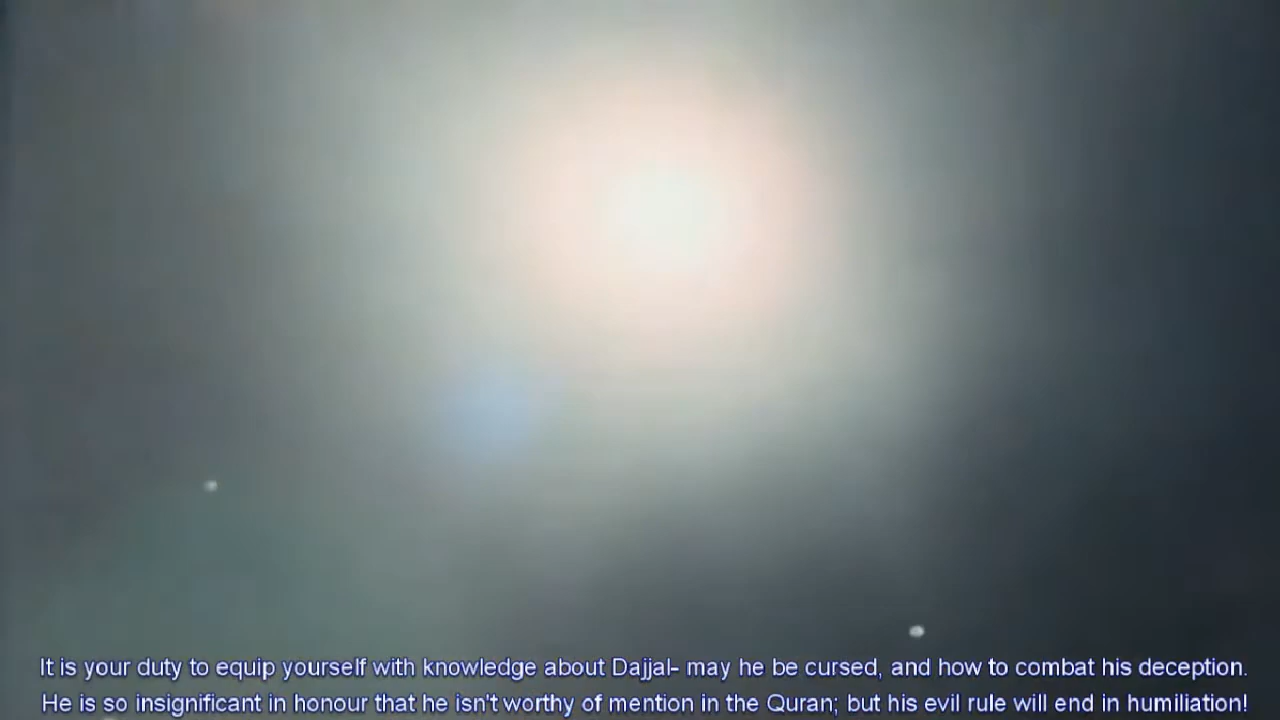 It is your duty to equip yourself with knowledge about Dajjal- may he be cursed, and how to combat his deception.
He is so insignificant in honour that he isn't worthy of mention in the Quran; but his evil rule will end in humiliation!